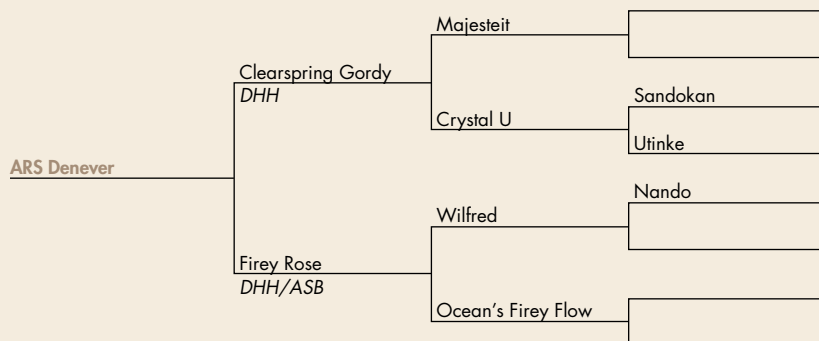 Majesteit
Clearspring Gordy
DHH
Sandokan
Crystal U
Utinke
ARS Denever
Nando
Wilfred
Firey Rose
DHH/ASB
Ocean's Firey Flow